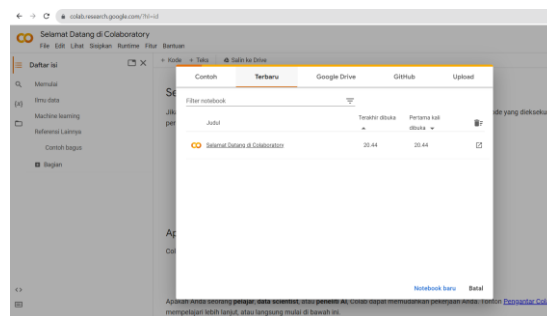 colab.research.google.com/?hl=id
Selamat Datang di Colaboratory
File Edit Lihat Sisipkan Runtime Fitur Bantuan
Daftar isi
+ Kode + Teks Salin ke Drive
Memulai
Ilmu data
Machine learning
Referensi Lainnya
Contoh bagus
Bagian
Contoh Terbaru Google Drive GitHub Upload
Filter notebook
Judul Terakhir dibuka Pertama kali dibuka
Selamat Datang di Colaboratory 20.44 20.44
Notebook baru Batal
Apakah Anda seorang pelajar, data scientist, atau peneliti AI, Colab dapat memudahkan pekerjaan Anda. Tonton Pengantar Col
mempelajari lebih lanjut, atau langsung mulai di bawah ini.